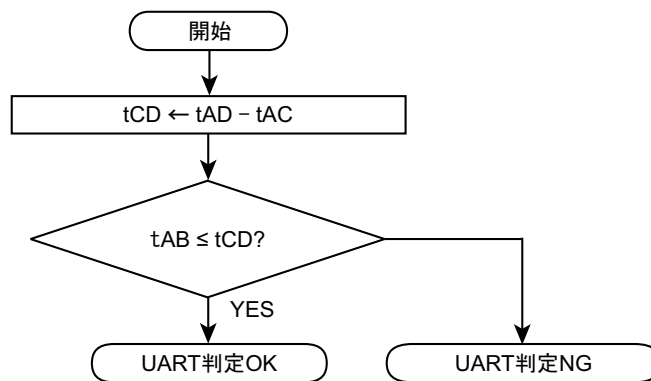 開始
tCD ← tAD − tAC
tAB ≤ tCD?
YES
UART判定OK
UART判定NG